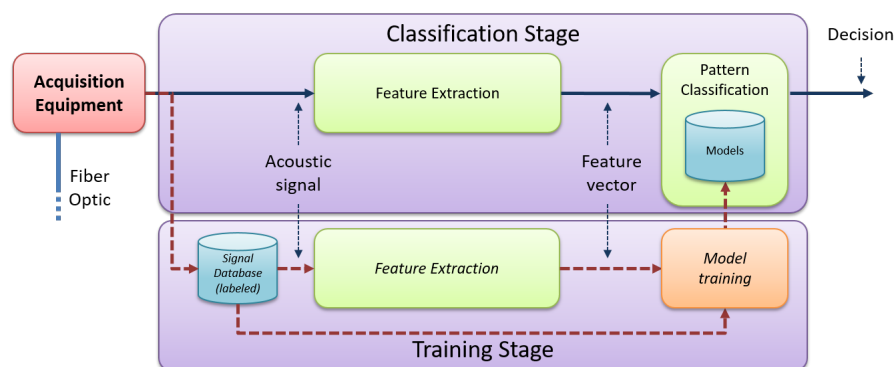 Classification Stage
Decision
Acquisition
Equipment
Feature Extraction
Pattern
Classification
Models
Fiber
Optic
Acoustic
signal
Feature
vector
Signal
Database
(labeled)
Feature Extraction
Model
training
Training Stage